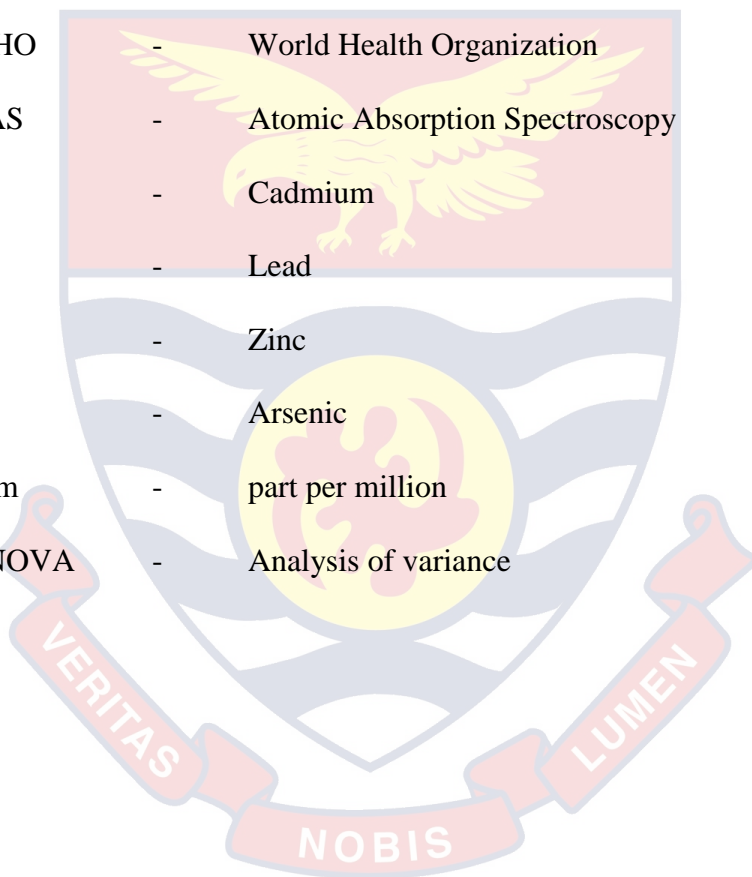 HO - World Health Organization
AS - Atomic Absorption Spectroscopy
- Cadmium
- Lead
- Zinc
- Arsenic
m - part per million
NOVA - Analysis of variance
VERITAS
NOBIS
LUMEN